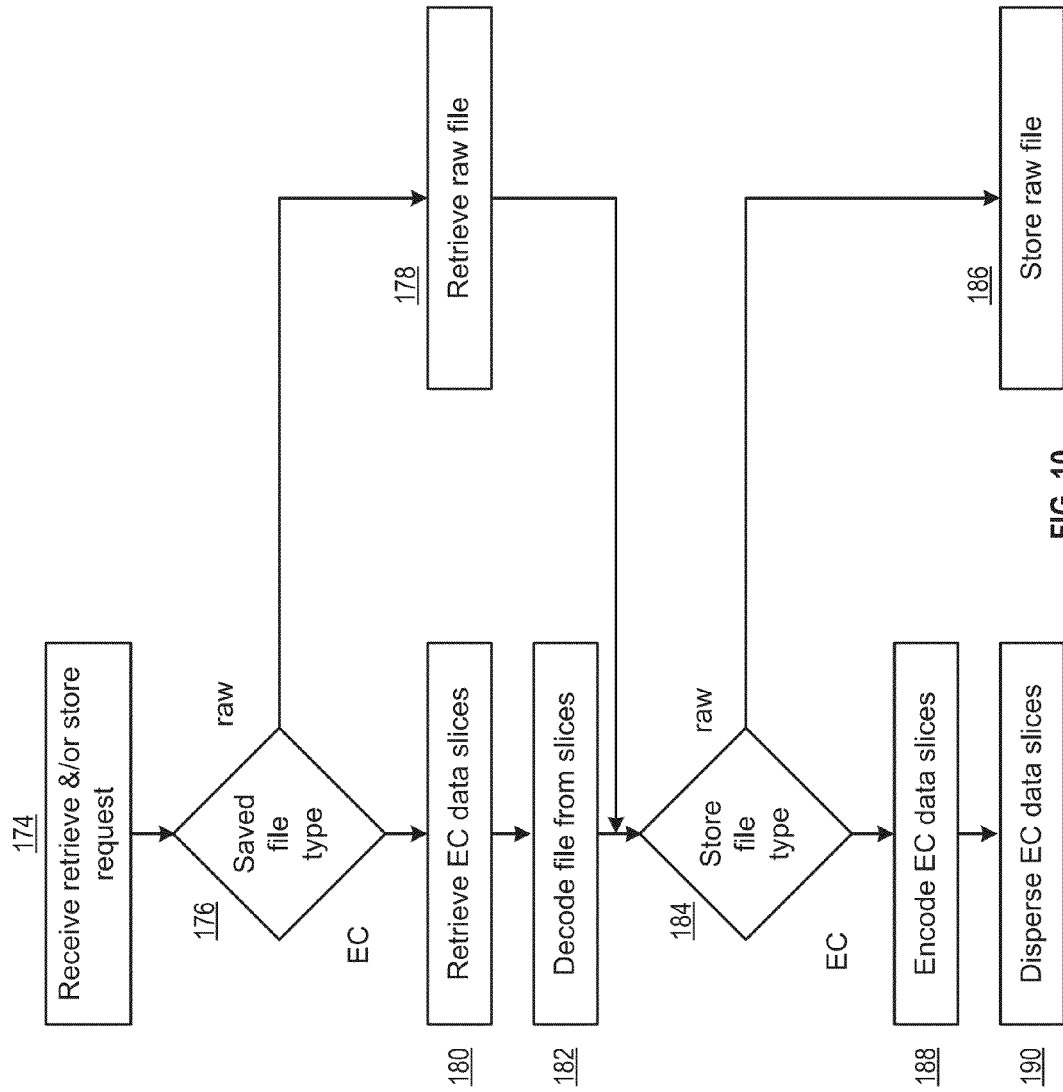 174
Receive retrieve &/or store
request
176
Saved
file
type
raw
EC
178
Retrieve raw file
180
Retrieve EC data slices
182
Decode file from slices
184
Store
file
type
raw
EC
186
Store raw file
188
Encode EC data slices
190
Disperse EC data slices
FIG. 10